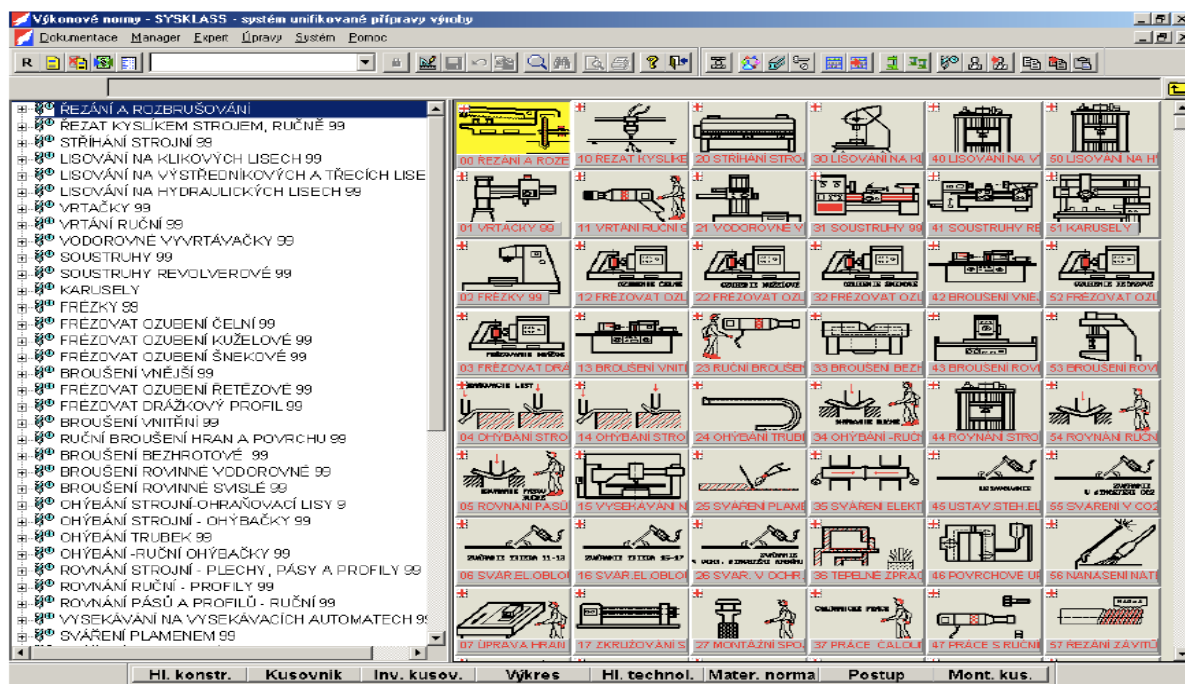 Výkonové normy - SYSKLASS - systém unifikované přípravy výroby
Dokumentace Manager Expert Úpravy Systém Pomoc
R
ŘEZÁNÍ A ROZBRUŠOVÁNÍ
ŘEZAT KYSLÍKEM STROJEM, RUČNĚ 99
STŘÍHÁNÍ STROJNÍ 99
LISOVÁNÍ NA KLIKOVÝCH LISECH 99
LISOVÁNÍ NA VÝSTŘEDNÍKOVÝCH A TŘECÍCH LISE
LISOVÁNÍ NA HYDRAULICKÝCH LISECH 99
VRTAČKY 99
VRTÁNÍ RUČNÍ 99
VODOROVNÉ VYVRTÁVAČKY 99
SOUSTRUHY 99
SOUSTRUHY REVOLVEROVÉ 99
KARUSELY
FRÉZKY 99
FRÉZOVAT OZUBENÍ ČELNÍ 99
FRÉZOVAT OZUBENÍ KUŽELOVÉ 99
FRÉZOVAT OZUBENÍ ŠNEKOVÉ 99
BROUŠENÍ VNĚJŠÍ 99
FRÉZOVAT OZUBENÍ ŘETĚZOVÉ 99
FRÉZOVAT DRÁŽKOVÝ PROFIL 99
BROUŠENÍ VNITŘNÍ 99
RUČNÍ BROUŠENÍ HRAN A POVRCHU 99
BROUŠENÍ BEZHROTOVÉ 99
BROUŠENÍ ROVINNÉ VODOROVNÉ 99
BROUŠENÍ ROVINNÉ SVISLÉ 99
OHÝBÁNÍ STROJNÍ-OHRAŇOVACÍ LISY 9
OHÝBÁNÍ STROJNÍ - OHÝBAČKY 99
OHÝBÁNÍ TRUBEK 99
OHÝBÁNÍ -RUČNÍ OHÝBAČKY 99
ROVNÁNÍ STROJNÍ - PLECHY, PÁSY A PROFILY 99
ROVNÁNÍ RUČNÍ - PROFILY 99
ROVNÁNÍ PÁSŮ A PROFILŮ - RUČNÍ 99
VYSEKÁVÁNÍ NA VYSEKÁVACÍCH AUTOMATECH 99
SVÁŘENÍ PLAMENEM 99
00 ŘEZÁNÍ A ROZB 10 ŘEZAT KYSLÍKE 20 STŘÍHÁNÍ STRO 30 LISOVÁNÍ NA KL 40 LISOVÁNÍ NA V 50 LISOVÁNÍ NA H
01 VRTAČKY 99 11 VRTÁNÍ RUČNÍ 9 21 VODOROVNÉ V 31 SOUSTRUHY 99 41 SOUSTRUHY RE 51 KARUSELY
02 FRÉZKY 99 12 FRÉZOVAT OZU 22 FRÉZOVAT OZU 32 FRÉZOVAT OZU 42 BROUŠENÍ VNĚ 52 FRÉZOVAT OZU
03 FRÉZOVAT DRÁ 13 BROUŠENÍ VNIT 23 RUČNÍ BROUŠEN 33 BROUŠENÍ BEZH 43 BROUŠENÍ ROVI 53 BROUŠENÍ ROVI
04 OHÝBÁNÍ STRO 14 OHÝBÁNÍ STRO 24 OHÝBÁNÍ TRUB 34 OHÝBÁNÍ -RUČN 44 ROVNÁNÍ STRO 54 ROVNÁNÍ RUČN
05 ROVNÁNÍ PÁSŮ 15 VYSEKÁVÁNÍ N 25 SVÁŘENÍ PLAME 35 SVÁŘENÍ ELEKT 45 USTAV STEH.EL 55 SVÁŘENÍ V CO2
06 SVAR.EL.OBLO 16 SVAR.EL.OBLO 26 SVAR. V OCHR 36 TEPELNÉ ZPRAC 46 POVRCHOVÉ ÚP 56 NANÁŠENÍ NÁT
07 ÚPRAVA HRAN 17 ZKRUŽOVÁNÍ S 27 MONTÁŽNÍ SPO 37 PRÁCE ČALOU 47 PRÁCE S RUČNÍ 57 ŘEZÁNÍ ZÁVITŮ
Hl. konstr. Kusovník Inv. kusov. Výkres Hl. technol. Mater. norma Postup Mont. kus.